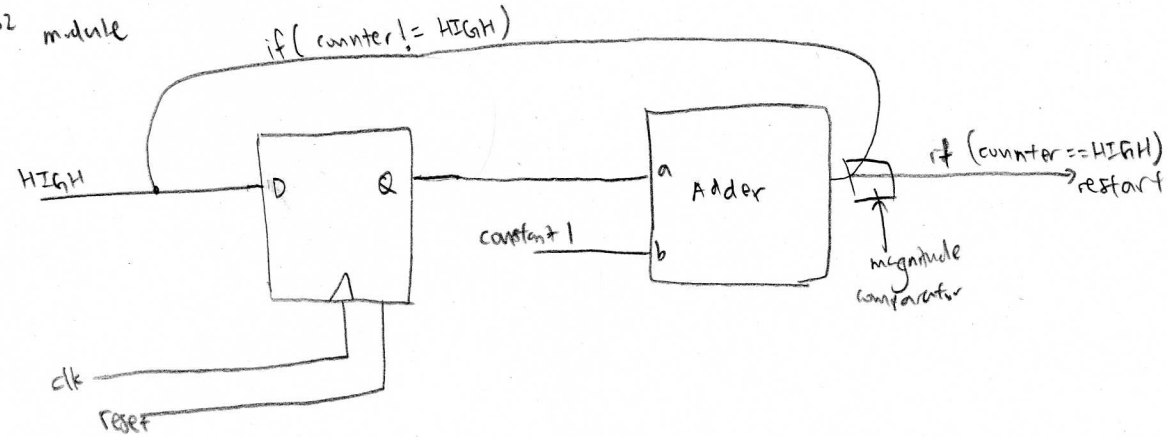 module
if( counter != HIGH)
HIGH
D
Q
a
Adder
b
constant 1
if (counter == HIGH)
restart
magnitude
comparator
clk
reset